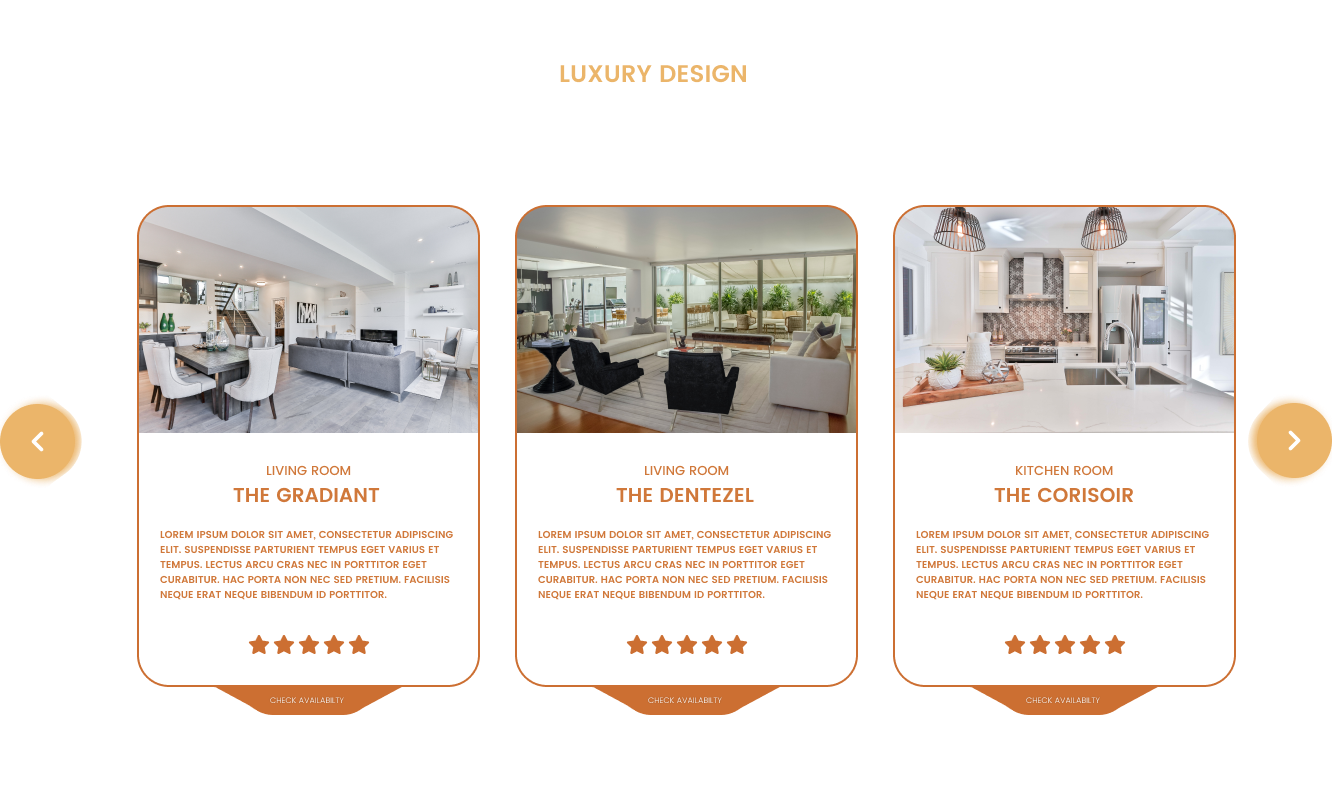 LUXURY DESIGN
LIVING ROOM
THE GRADIANT
LOREM IPSUM DOLOR SIT AMET, CONSECTETUR ADIPISCING
ELIT. SUSPENDISSE PARTURIENT TEMPUS EGET VARIUS ET
TEMPUS. LECTUS ARCU CRAS NEC IN PORTTITOR EGET
CURABITUR. HAC PORTA NON NEC SED PRETIUM. FACILISIS
NEQUE ERAT NEQUE BIBENDUM ID PORTTITOR.
CHECK AVAILABILTY
LIVING ROOM
THE DENTEZEL
LOREM IPSUM DOLOR SIT AMET, CONSECTETUR ADIPISCING
ELIT. SUSPENDISSE PARTURIENT TEMPUS EGET VARIUS ET
TEMPUS. LECTUS ARCU CRAS NEC IN PORTTITOR EGET
CURABITUR. HAC PORTA NON NEC SED PRETIUM. FACILISIS
NEQUE ERAT NEQUE BIBENDUM ID PORTTITOR.
CHECK AVAILABILTY
KITCHEN ROOM
THE CORISOIR
LOREM IPSUM DOLOR SIT AMET, CONSECTETUR ADIPISCING
ELIT. SUSPENDISSE PARTURIENT TEMPUS EGET VARIUS ET
TEMPUS. LECTUS ARCU CRAS NEC IN PORTTITOR EGET
CURABITUR. HAC PORTA NON NEC SED PRETIUM. FACILISIS
NEQUE ERAT NEQUE BIBENDUM ID PORTTITOR.
CHECK AVAILABILTY